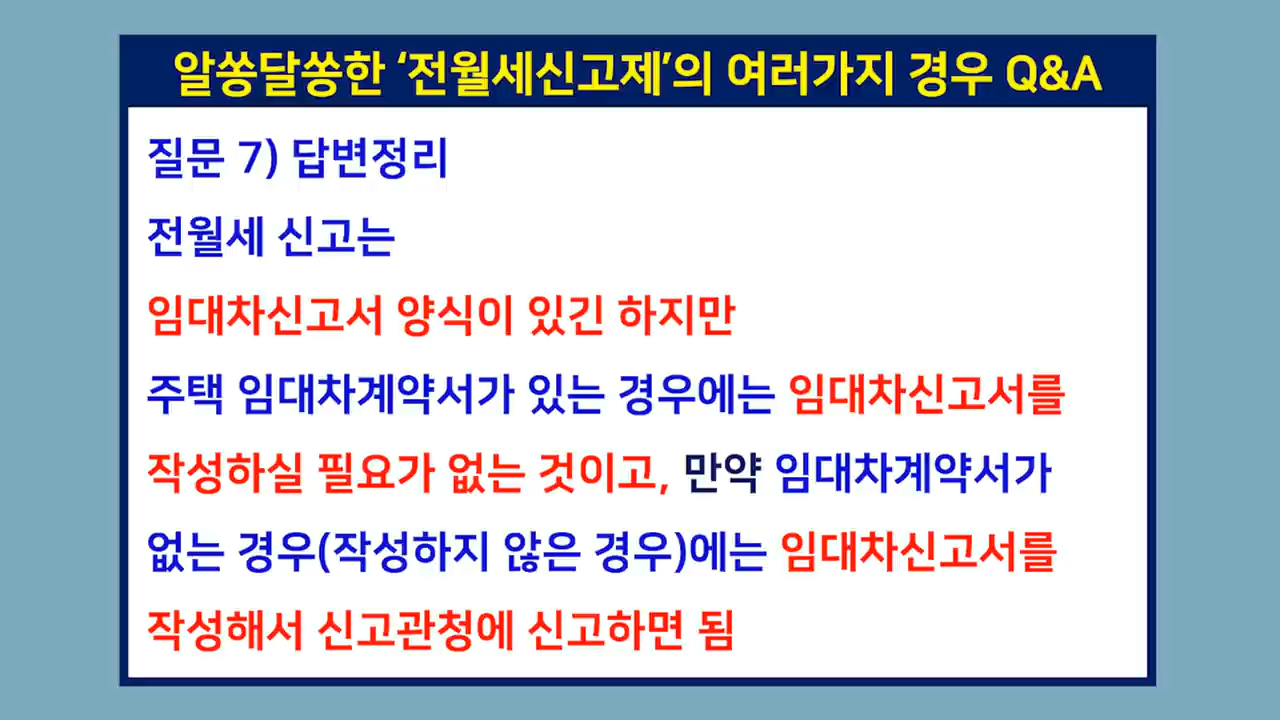 알쏭달쏭한 ‘전월세신고제’의 여러가지 경우 Q&A
질문 7) 답변정리
전월세 신고는
임대차신고서 양식이 있긴 하지만
주택 임대차계약서가 있는 경우에는 임대차신고서를
작성하실 필요가 없는 것이고, 만약 임대차계약서가
없는 경우(작성하지 않은 경우)에는 임대차신고서를
작성해서 신고관청에 신고하면 됨